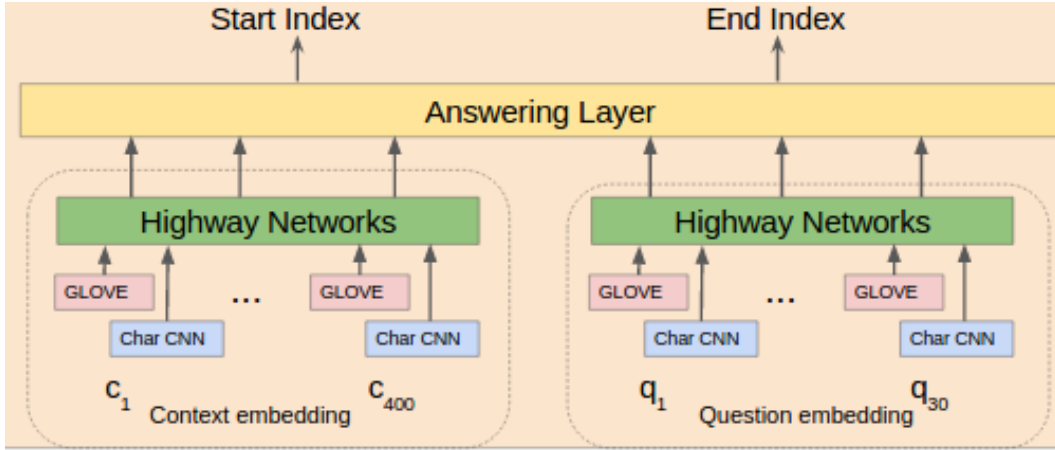 Start Index End Index
Answering Layer
Highway Networks Highway Networks
GLOVE ... GLOVE GLOVE ... GLOVE
Char CNN Char CNN Char CNN Char CNN
c1 c400 q1 q30
Context embedding Question embedding